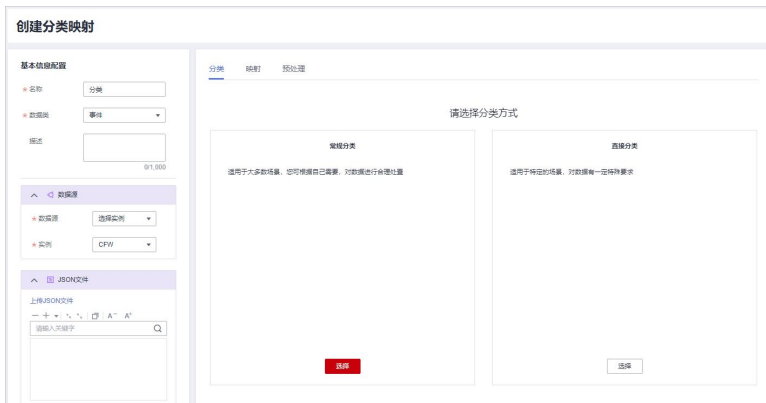 创建分类映射
基本信息配置
* 名称 分类
* 数据类 事件
描述
0/1,000
数据源
* 数据源 选择实例
* 实例 CFW
JSON文件
上传JSON文件
A⁻ A⁺
请输入关键字
分类 映射 预处理
请选择分类方式
常规分类
适用于大多数场景，您可根据自己需要，对数据进行合理处置
选择
直接分类
适用于特定的场景，对数据有一定特殊要求
选择